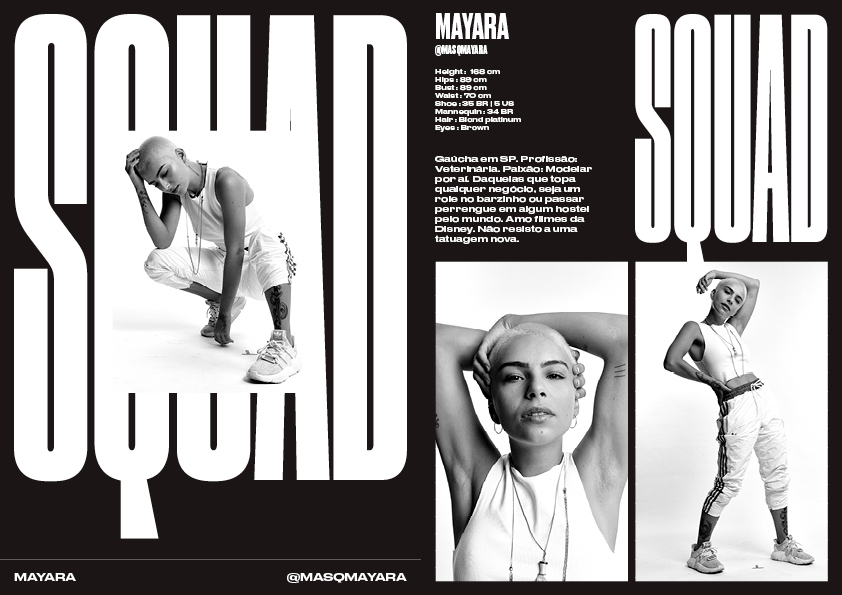 SQUAD
MAYARA
@MASQMAYARA
MAYARA
@MASQMAYARA
Height : 168 cm
Hips : 89 cm
Bust : 89 cm
Waist : 70 cm
Shoe : 35 BR | 5 US
Mannequin : 34 BR
Hair : Blond platinum
Eyes : Brown
Gaúcha em SP. Profissão:
Veterinária. Paixão: Modelar
por aí. Daquelas que topa
qualquer negócio, seja um
role no barzinho ou passar
perrengue em algum hostel
pelo mundo. Amo filmes da
Disney. Não resisto a uma
tatuagem nova.
SQUAD